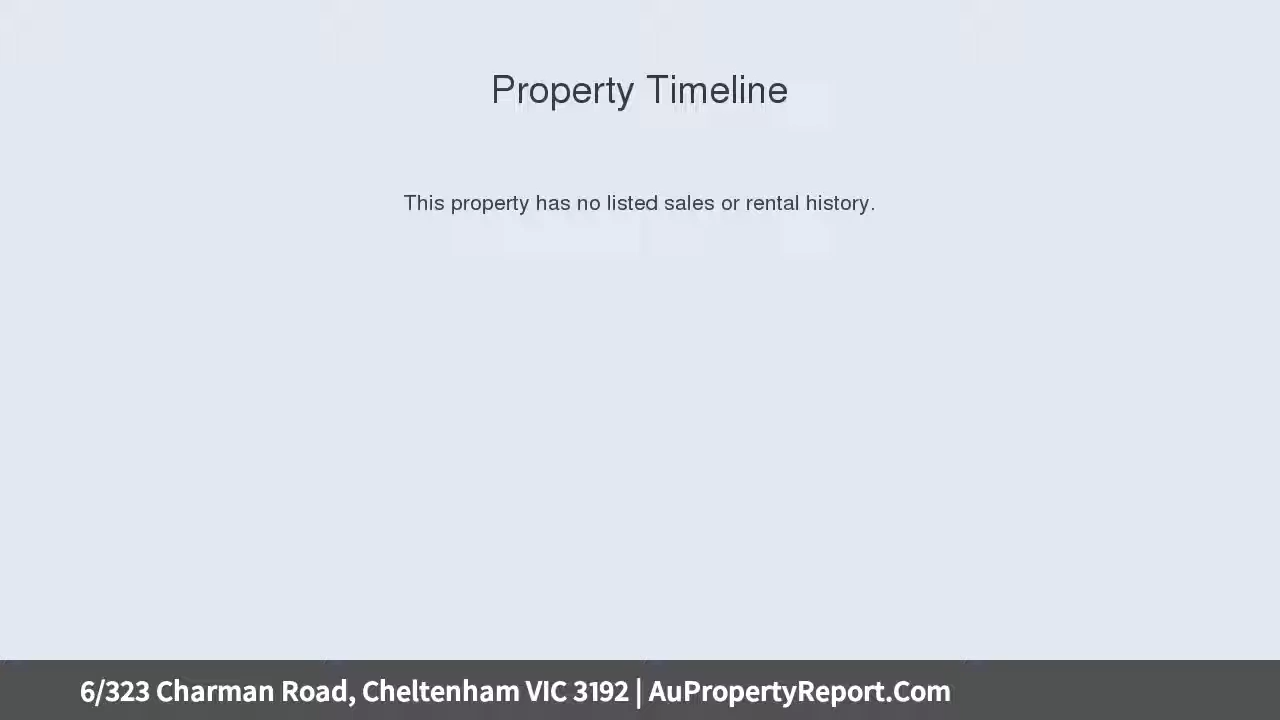 Property Timeline
This property has no listed sales or rental history.
6/323 Charman Road, Cheltenham VIC 3192 | AuPropertyReport.Com